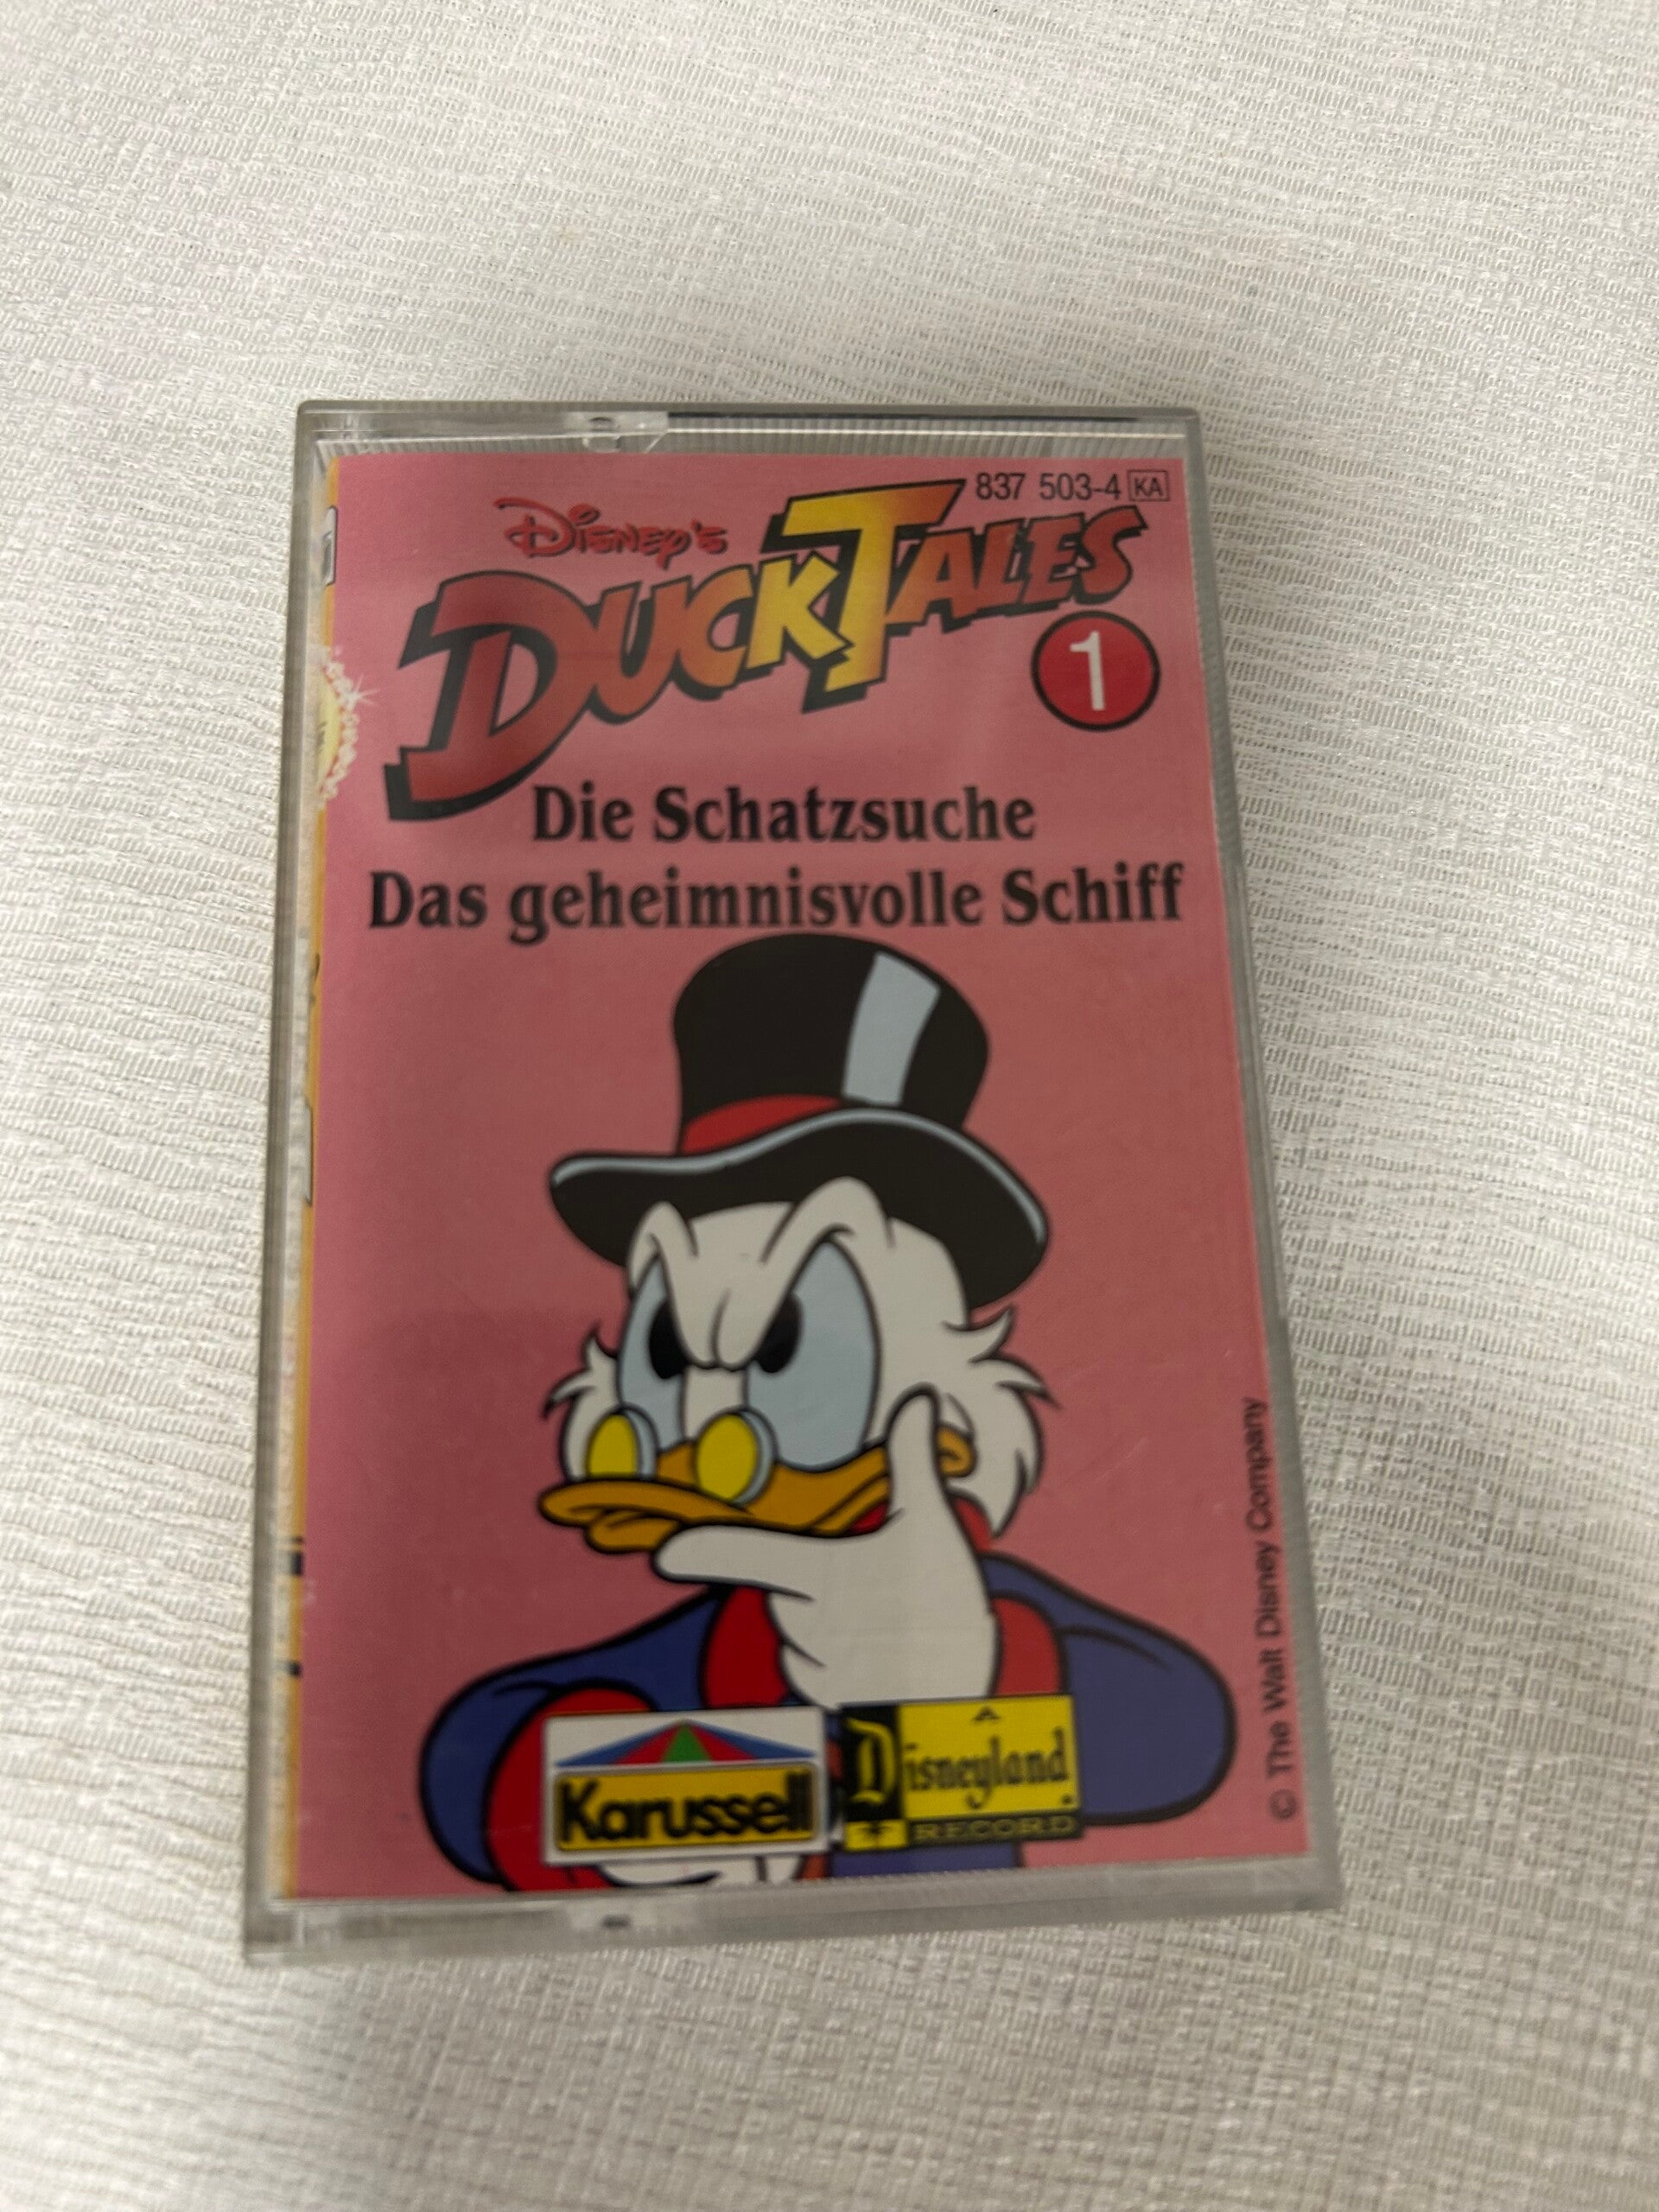 837 503-4 KA
Disney's
DUCKTALES
1
Die Schatzsuche
Das geheimnisvolle Schiff
© The Walt Disney Company
Karussell
A
Disneyland
RECORD